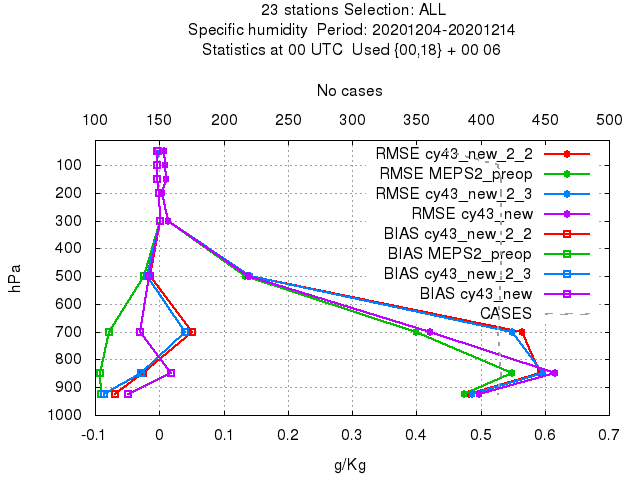 23 stations Selection: ALL
Specific humidity  Period: 20201204-20201214
Statistics at 00 UTC  Used {00,18} + 00 06
No cases
100 150 200 250 300 350 400 450 500
RMSE cy43_new_2_2
RMSE MEPS2_preop
RMSE cy43_new_2_3
RMSE cy43_new
BIAS cy43_new_2_2
BIAS MEPS2_preop
BIAS cy43_new_2_3
BIAS cy43_new
CASES
hPa
100
200
300
400
500
600
700
800
900
1000
-0.1 0 0.1 0.2 0.3 0.4 0.5 0.6 0.7
g/Kg